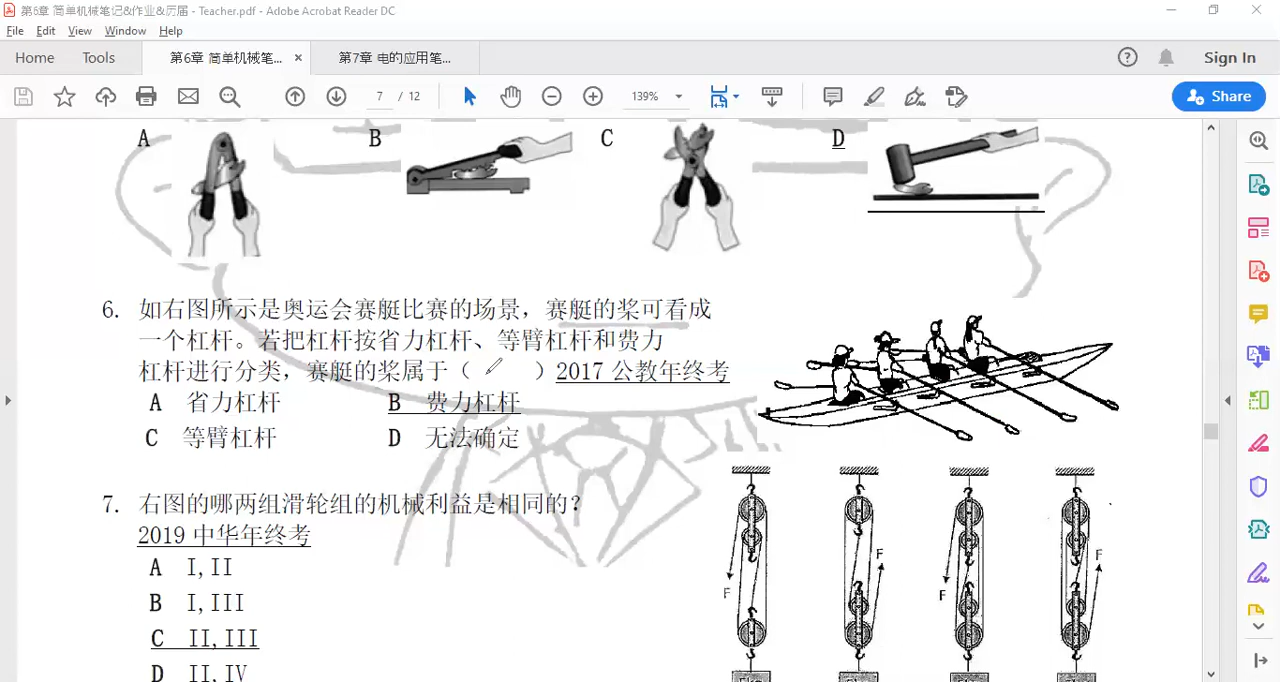 第6章 简单机械笔记&作业&历届 - Teacher.pdf - Adobe Acrobat Reader DC
File Edit View Window Help
Home Tools 第6章 简单机械笔... × 第7章 电的应用笔... Sign In
7 / 12 139% Share
A B C D
6. 如右图所示是奥运会赛艇比赛的场景，赛艇的桨可看成
一个杠杆。若把杠杆按省力杠杆、等臂杠杆和费力
杠杆进行分类，赛艇的桨属于（ ）2017 公教年终考
A 省力杠杆 B 费力杠杆
C 等臂杠杆 D 无法确定
7. 右图的哪两组滑轮组的机械利益是相同的？
2019 中华年终考
A I,II
B I,III
C II,III
D II,IV
F F F F